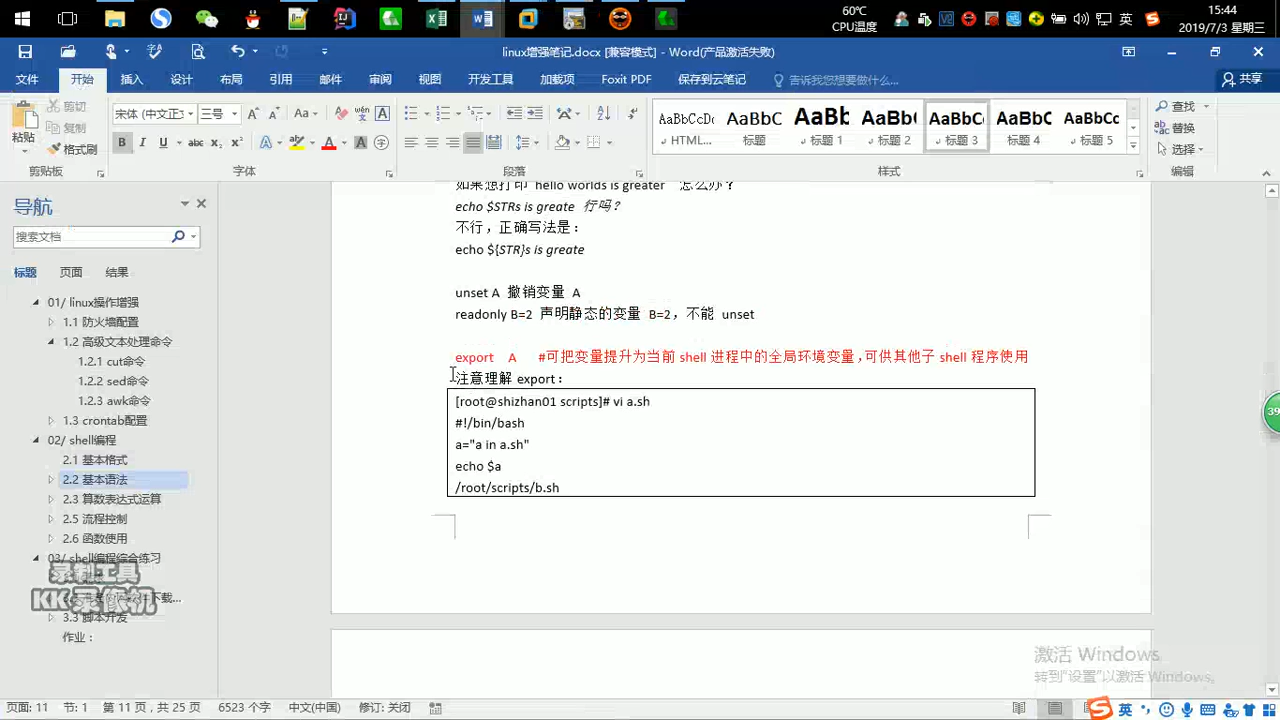 60℃
CPU温度
英
15:44
2019/7/3 星期三
linux增强笔记.docx [兼容模式] - Word(产品激活失败)
文件 开始 插入 设计 布局 引用 邮件 审阅 视图 开发工具 加载项 Foxit PDF 保存到云笔记 告诉我您想要做什么... 共享
粘贴
剪切
复制
格式刷
剪贴板
宋体 (中文正) 三号
字体
段落
AaBbCcDc AaBbC AaBb AaBb( AaBbC AaBbC AaBbCc
HTML... 标题 标题 1 标题 2 标题 3 标题 4 标题 5
样式
查找
替换
选择
编辑
导航
搜索文档
标题 页面 结果
01/ linux操作增强
1.1 防火墙配置
1.2 高级文本处理命令
1.2.1 cut命令
1.2.2 sed命令
1.2.3 awk命令
1.3 crontab配置
02/ shell编程
2.1 基本格式
2.2 基本语法
2.3 算数表达式运算
2.5 流程控制
2.6 函数使用
03/ shell编程综合练习
录制工具
KK录像机
下载...
3.3 脚本开发
作业：
如果想打印 hello worlds is greater 怎么办？
echo $STRs is greate 行吗？
不行，正确写法是：
echo ${STR}s is greate
unset A 撤销变量 A
readonly B=2 声明静态的变量 B=2，不能 unset
export A #可把变量提升为当前 shell 进程中的全局环境变量，可供其他子 shell 程序使用
注意理解 export：
[root@shizhan01 scripts]# vi a.sh
#!/bin/bash
a="a in a.sh"
echo $a
/root/scripts/b.sh
39
激活 Windows
转到"设置"以激活 Windows。
页面: 11 节: 1 第 11 页，共 25 页 6523 个字 中文(中国) 修订: 关闭
英